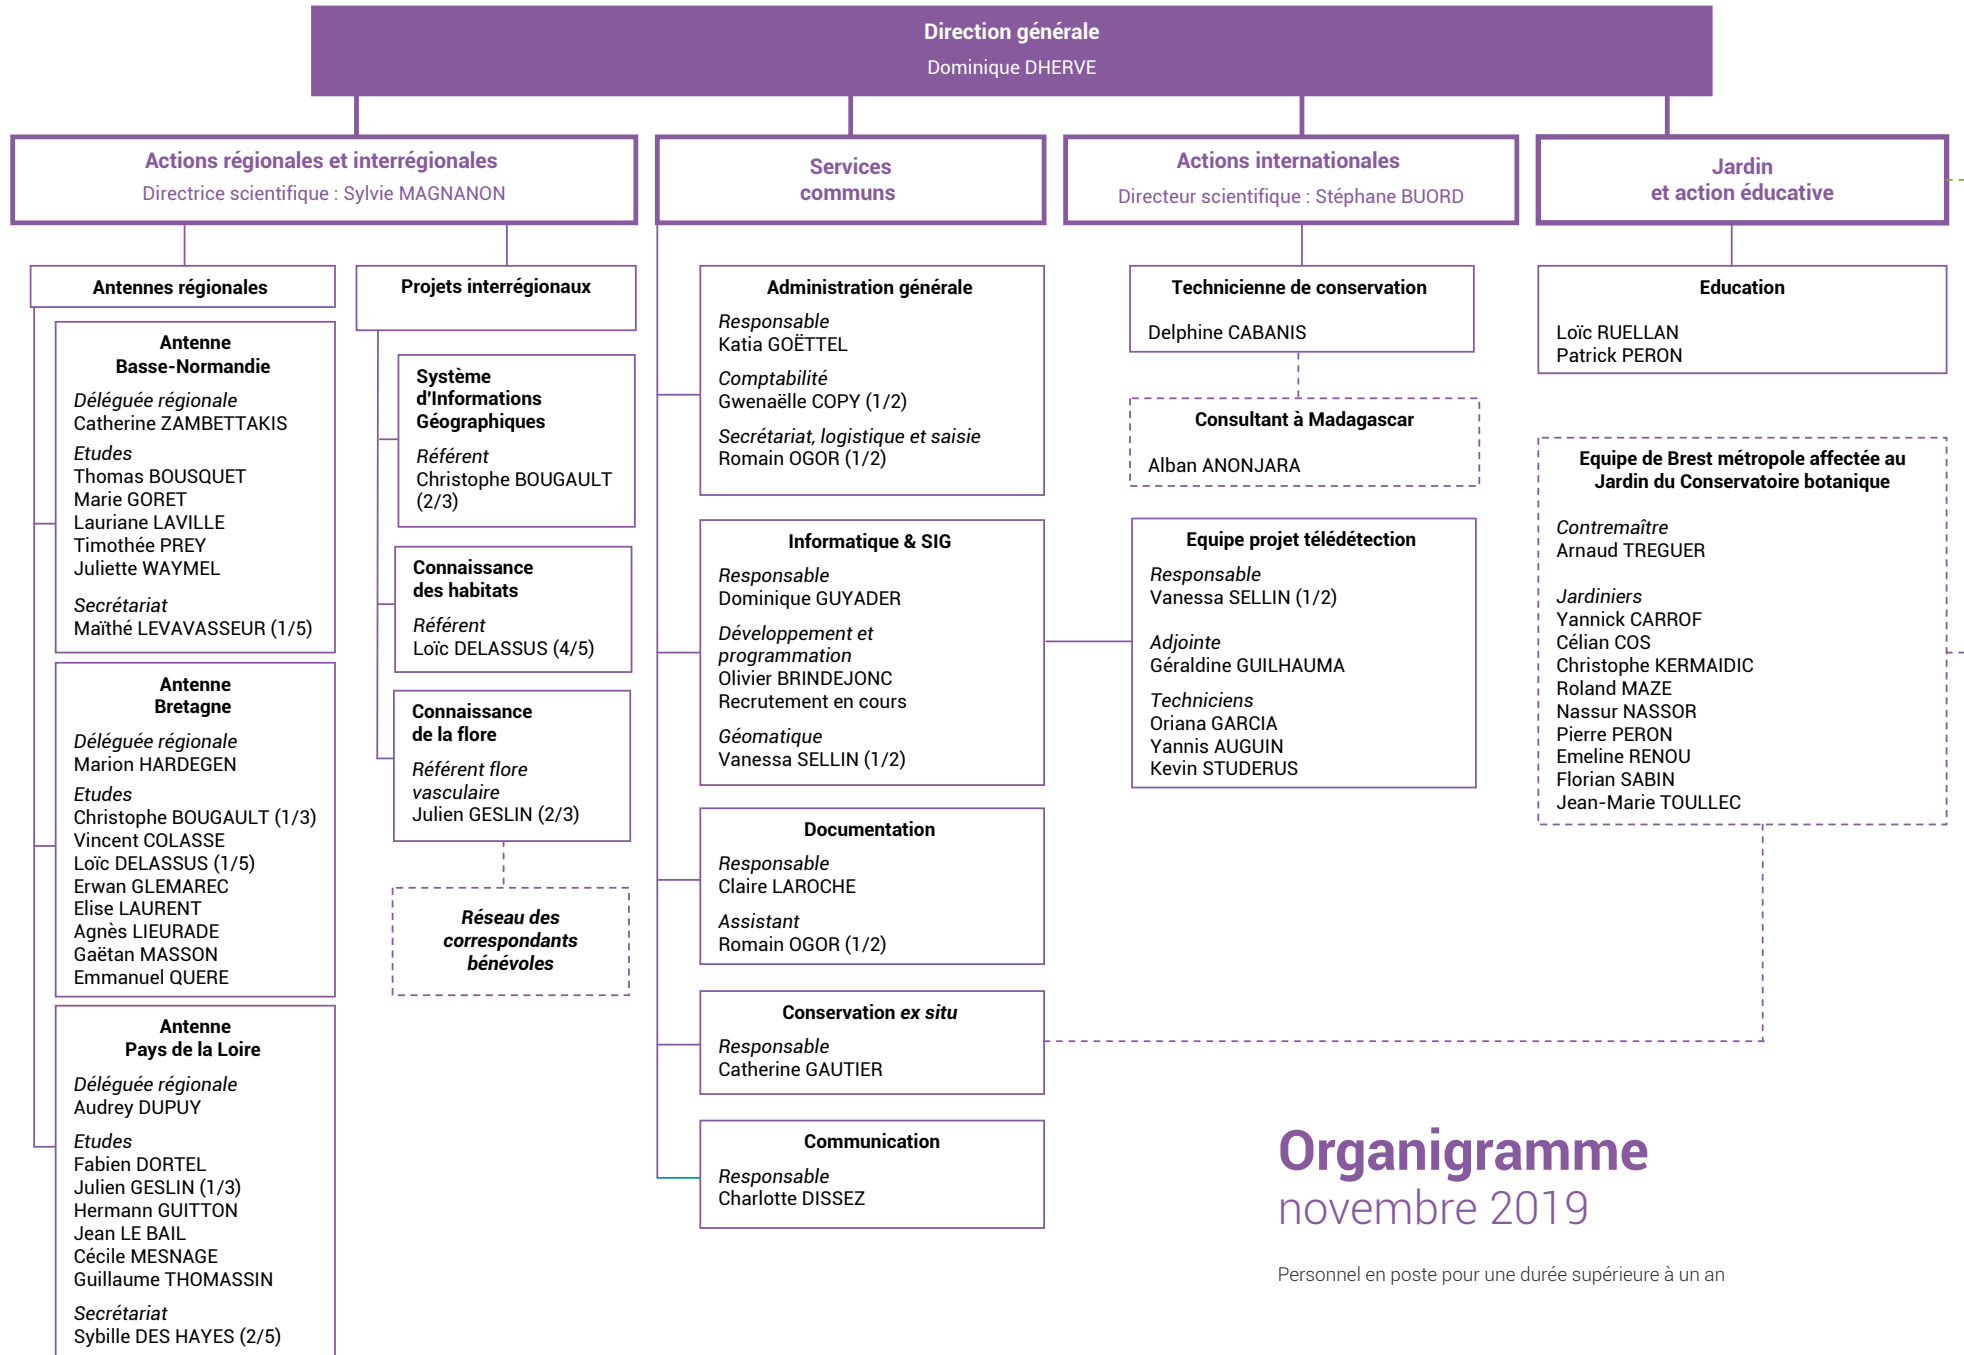 Direction générale
Dominique DHERVE
Actions régionales et interrégionales
Directrice scientifique : Sylvie MAGNANON
Antennes régionales
Antenne
Basse-Normandie
Déléguée régionale
Catherine ZAMBETTAKIS
Etudes
Thomas BOUSQUET
Marie GORET
Lauriane LAVILLE
Timothée PREY
Juliette WAYMEL
Secrétariat
Maïthé LEVAVASSEUR (1/5)
Antenne
Bretagne
Déléguée régionale
Marion HARDEGEN
Etudes
Christophe BOUGAULT (1/3)
Vincent COLASSE
Loïc DELASSUS (1/5)
Erwan GLEMAREC
Elise LAURENT
Agnès LIEURADE
Gaëtan MASSON
Emmanuel QUERE
Antenne
Pays de la Loire
Déléguée régionale
Audrey DUPUY
Etudes
Fabien DORTEL
Julien GESLIN (1/3)
Hermann GUITTON
Jean LE BAIL
Cécile MESNAGE
Guillaume THOMASSIN
Secrétariat
Sybille DES HAYES (2/5)
Projets interrégionaux
Système
d'Informations
Géographiques
Référent
Christophe BOUGAULT
(2/3)
Connaissance
des habitats
Référent
Loïc DELASSUS (4/5)
Connaissance
de la flore
Référent flore
vasculaire
Julien GESLIN (2/3)
Réseau des
correspondants
bénévoles
Services
communs
Administration générale
Responsable
Katia GOËTTEL
Comptabilité
Gwenaëlle COPY (1/2)
Secrétariat, logistique et saisie
Romain OGOR (1/2)
Informatique & SIG
Responsable
Dominique GUYADER
Développement et
programmation
Olivier BRINDEJONC
Recrutement en cours
Géomatique
Vanessa SELLIN (1/2)
Documentation
Responsable
Claire LAROCHE
Assistant
Romain OGOR (1/2)
Conservation ex situ
Responsable
Catherine GAUTIER
Communication
Responsable
Charlotte DISSEZ
Actions internationales
Directeur scientifique : Stéphane BUORD
Technicienne de conservation
Delphine CABANIS
Consultant à Madagascar
Alban ANONJARA
Equipe projet télédétection
Responsable
Vanessa SELLIN (1/2)
Adjointe
Géraldine GUILHAUMA
Techniciens
Oriana GARCIA
Yannis AUGUIN
Kevin STUDERUS
Jardin
et action éducative
Education
Loïc RUELLAN
Patrick PERON
Equipe de Brest métropole affectée au
Jardin du Conservatoire botanique
Contremaître
Arnaud TREGUER
Jardiniers
Yannick CARROF
Célian COS
Christophe KERMAIDIC
Roland MAZE
Nassur NASSOR
Pierre PERON
Emeline RENOU
Florian SABIN
Jean-Marie TOULLEC
Organigramme
novembre 2019
Personnel en poste pour une durée supérieure à un an